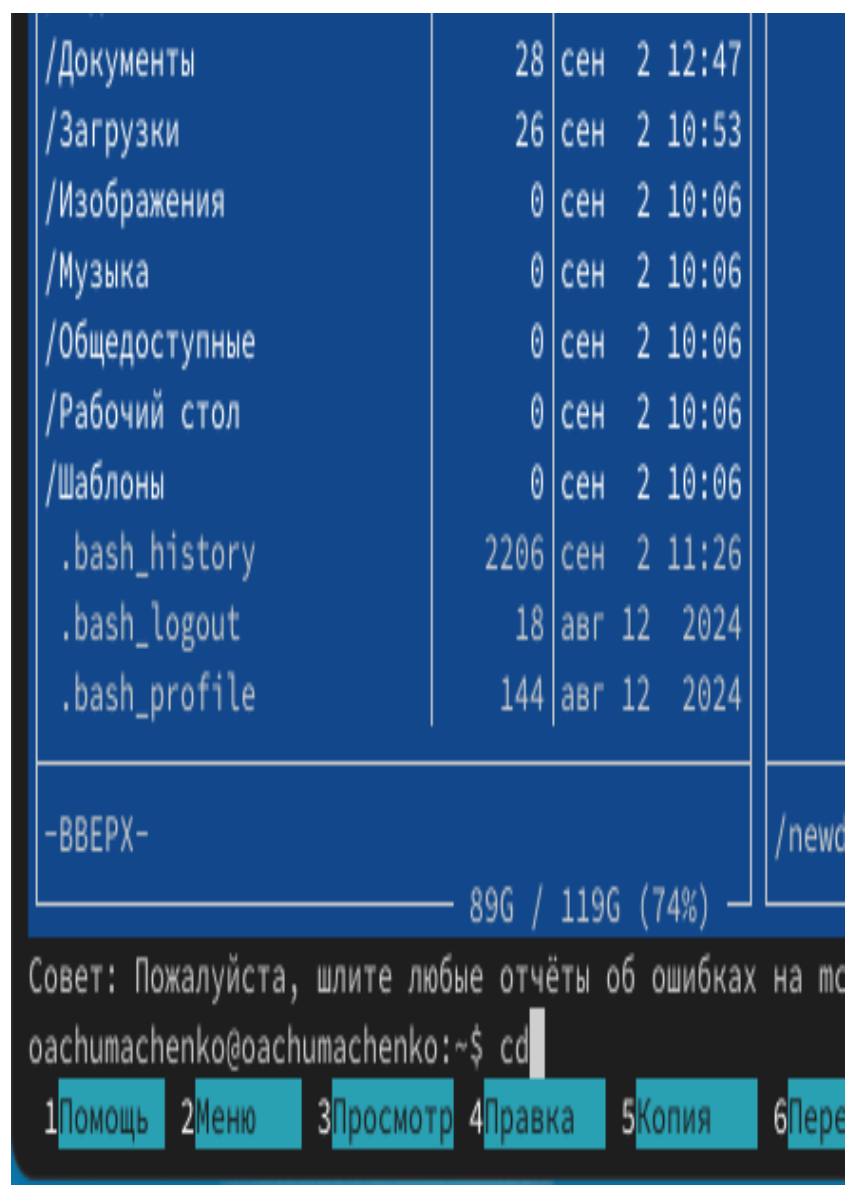 /Документы 28 сен 2 12:47
/Загрузки 26 сен 2 10:53
/Изображения 0 сен 2 10:06
/Музыка 0 сен 2 10:06
/Общедоступные 0 сен 2 10:06
/Рабочий стол 0 сен 2 10:06
/Шаблоны 0 сен 2 10:06
.bash_history 2206 сен 2 11:26
.bash_logout 18 авг 12 2024
.bash_profile 144 авг 12 2024
-ВВЕРХ- /newd
89G / 119G (74%)
Совет: Пожалуйста, шлите любые отчёты об ошибках на mc
oachumachenko@oachumachenko:~$ cd
1Помощь 2Меню 3Просмотр 4Правка 5Копия 6Пере